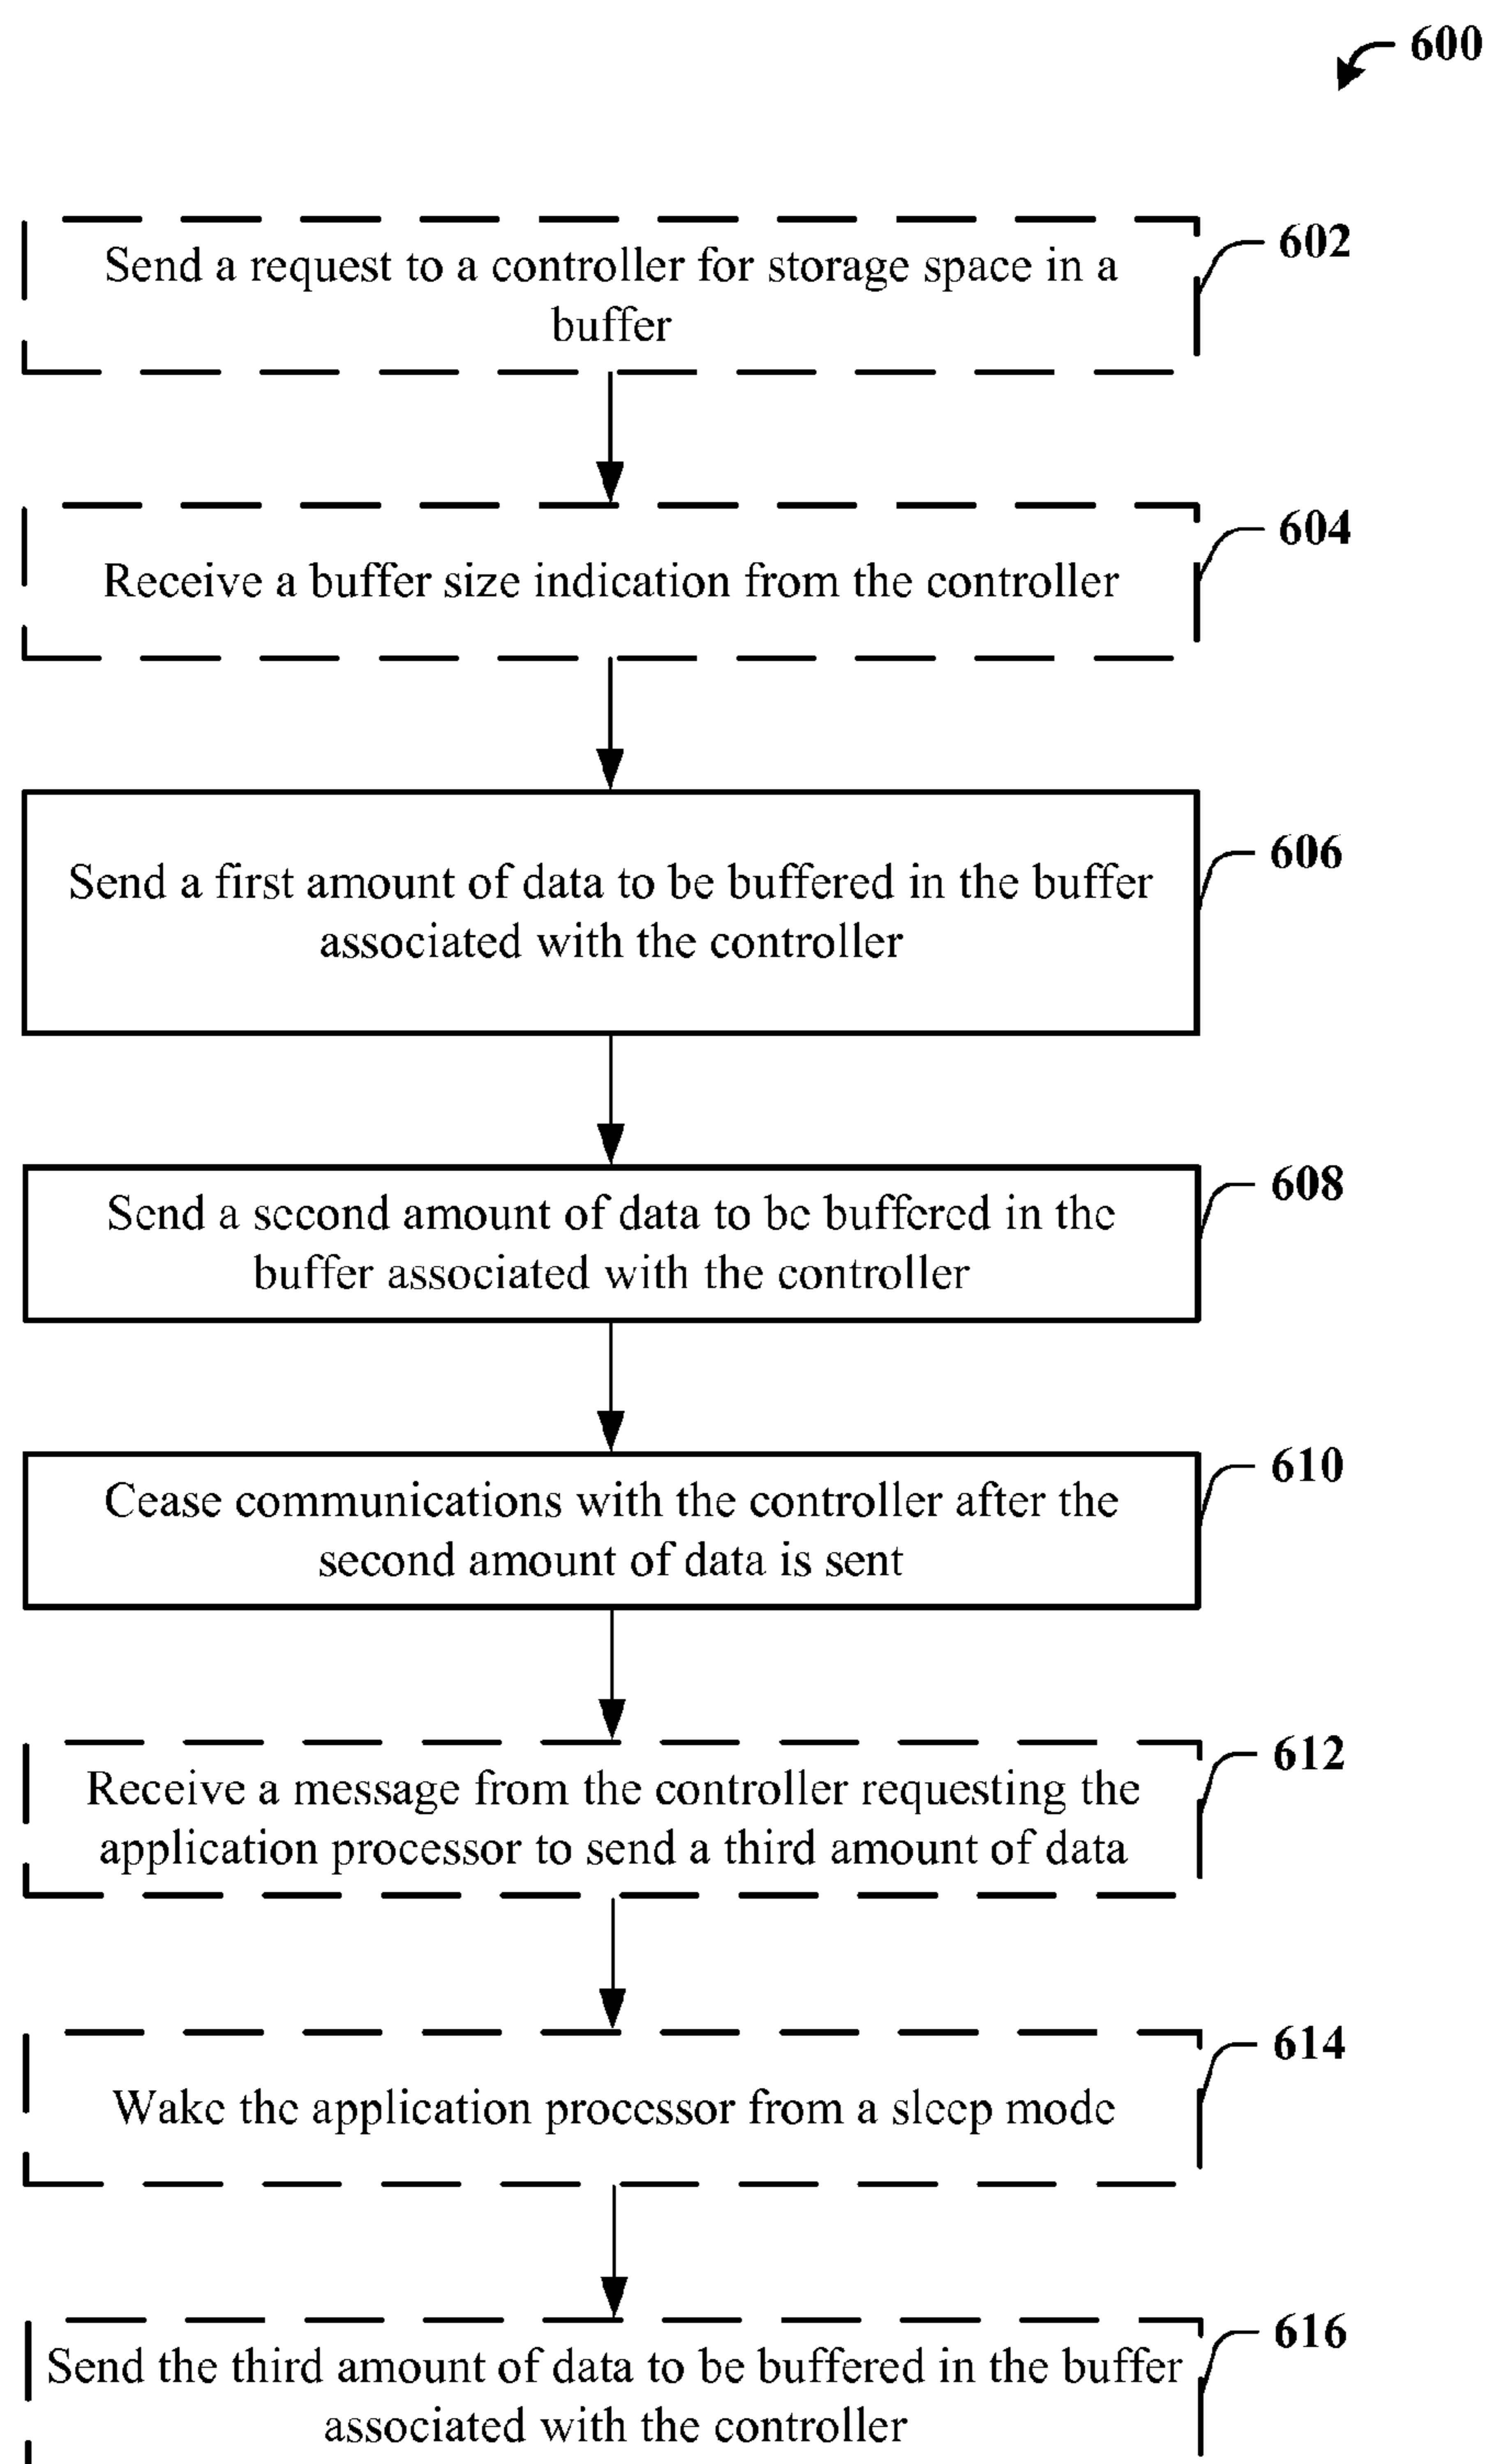 600
Send a request to a controller for storage space in a
buffer
602
Receive a buffer size indication from the controller
604
Send a first amount of data to be buffered in the buffer
associated with the controller
606
Send a second amount of data to be buffered in the
buffer associated with the controller
608
Cease communications with the controller after the
second amount of data is sent
610
Receive a message from the controller requesting the
application processor to send a third amount of data
612
Wake the application processor from a sleep mode
614
Send the third amount of data to be buffered in the buffer
associated with the controller
616